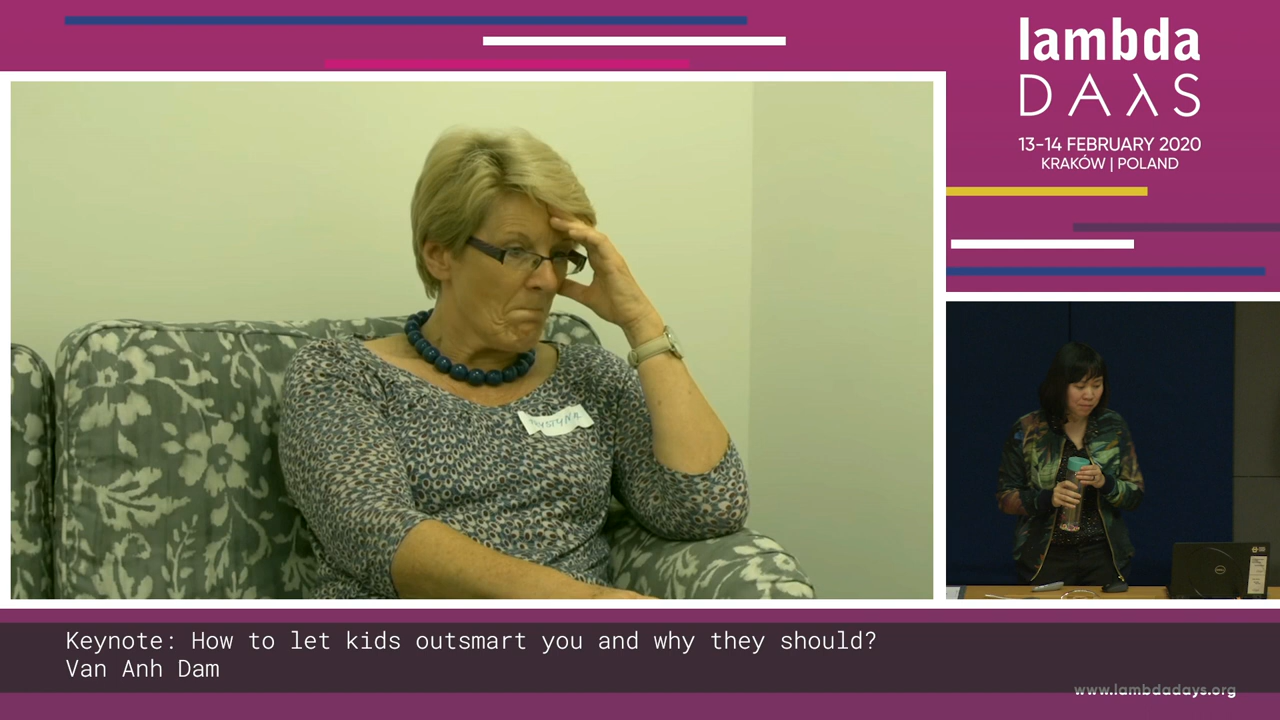 lambda
DAλS
13-14 FEBRUARY 2020
KRAKÓW | POLAND
Keynote: How to let kids outsmart you and why they should?
Van Anh Dam
www.lambdadays.org